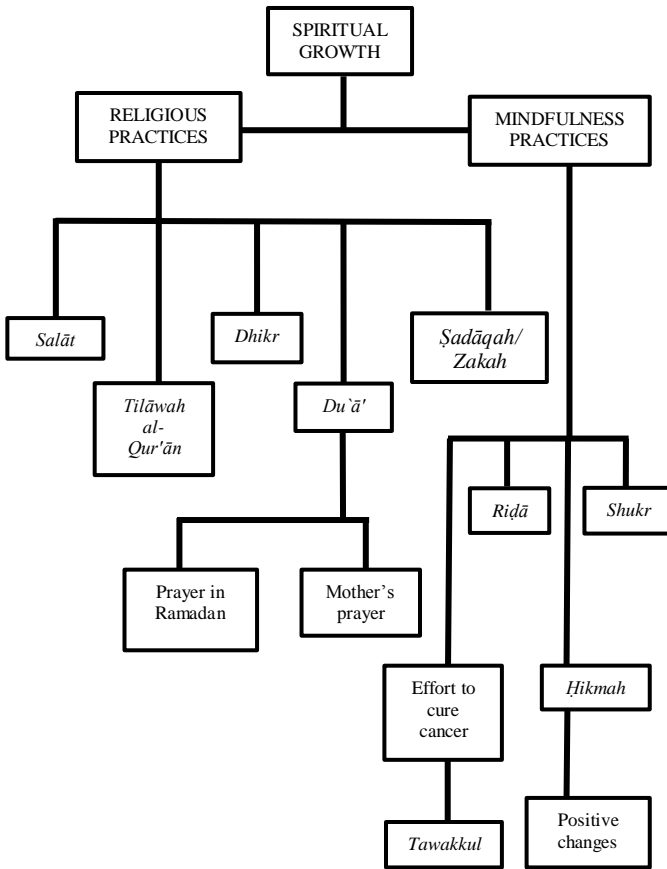 SPIRITUAL
GROWTH
RELIGIOUS
PRACTICES
MINDFULNESS
PRACTICES
Salāt
Tilāwah
al-
Qur'ān
Dhikr
Du`ā'
Ṣadāqah/
Zakah
Prayer in
Ramadan
Mother’s
prayer
Riḍā
Shukr
Effort to
cure
cancer
Ḥikmah
Tawakkul
Positive
changes